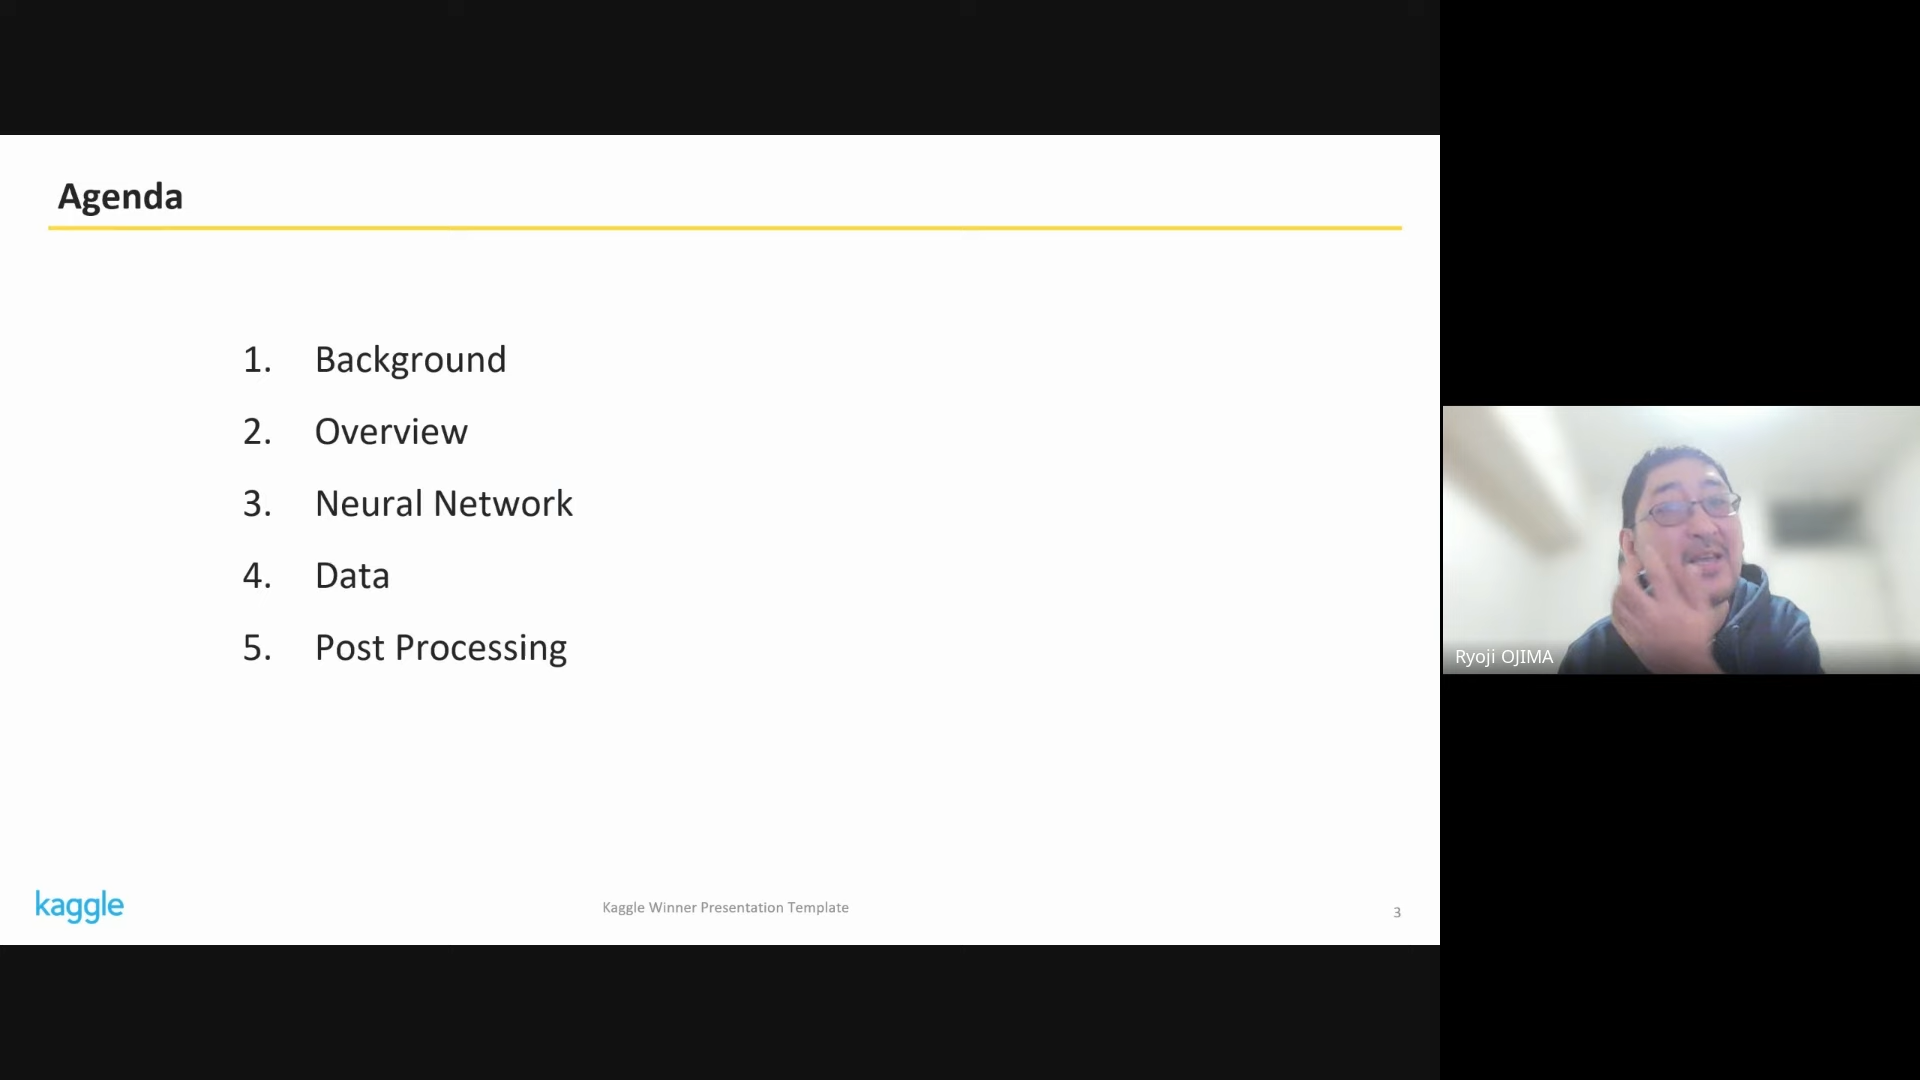 Agenda
1. Background
2. Overview
3. Neural Network
4. Data
5. Post Processing
kaggle
Kaggle Winner Presentation Template
3
Ryoji OJIMA